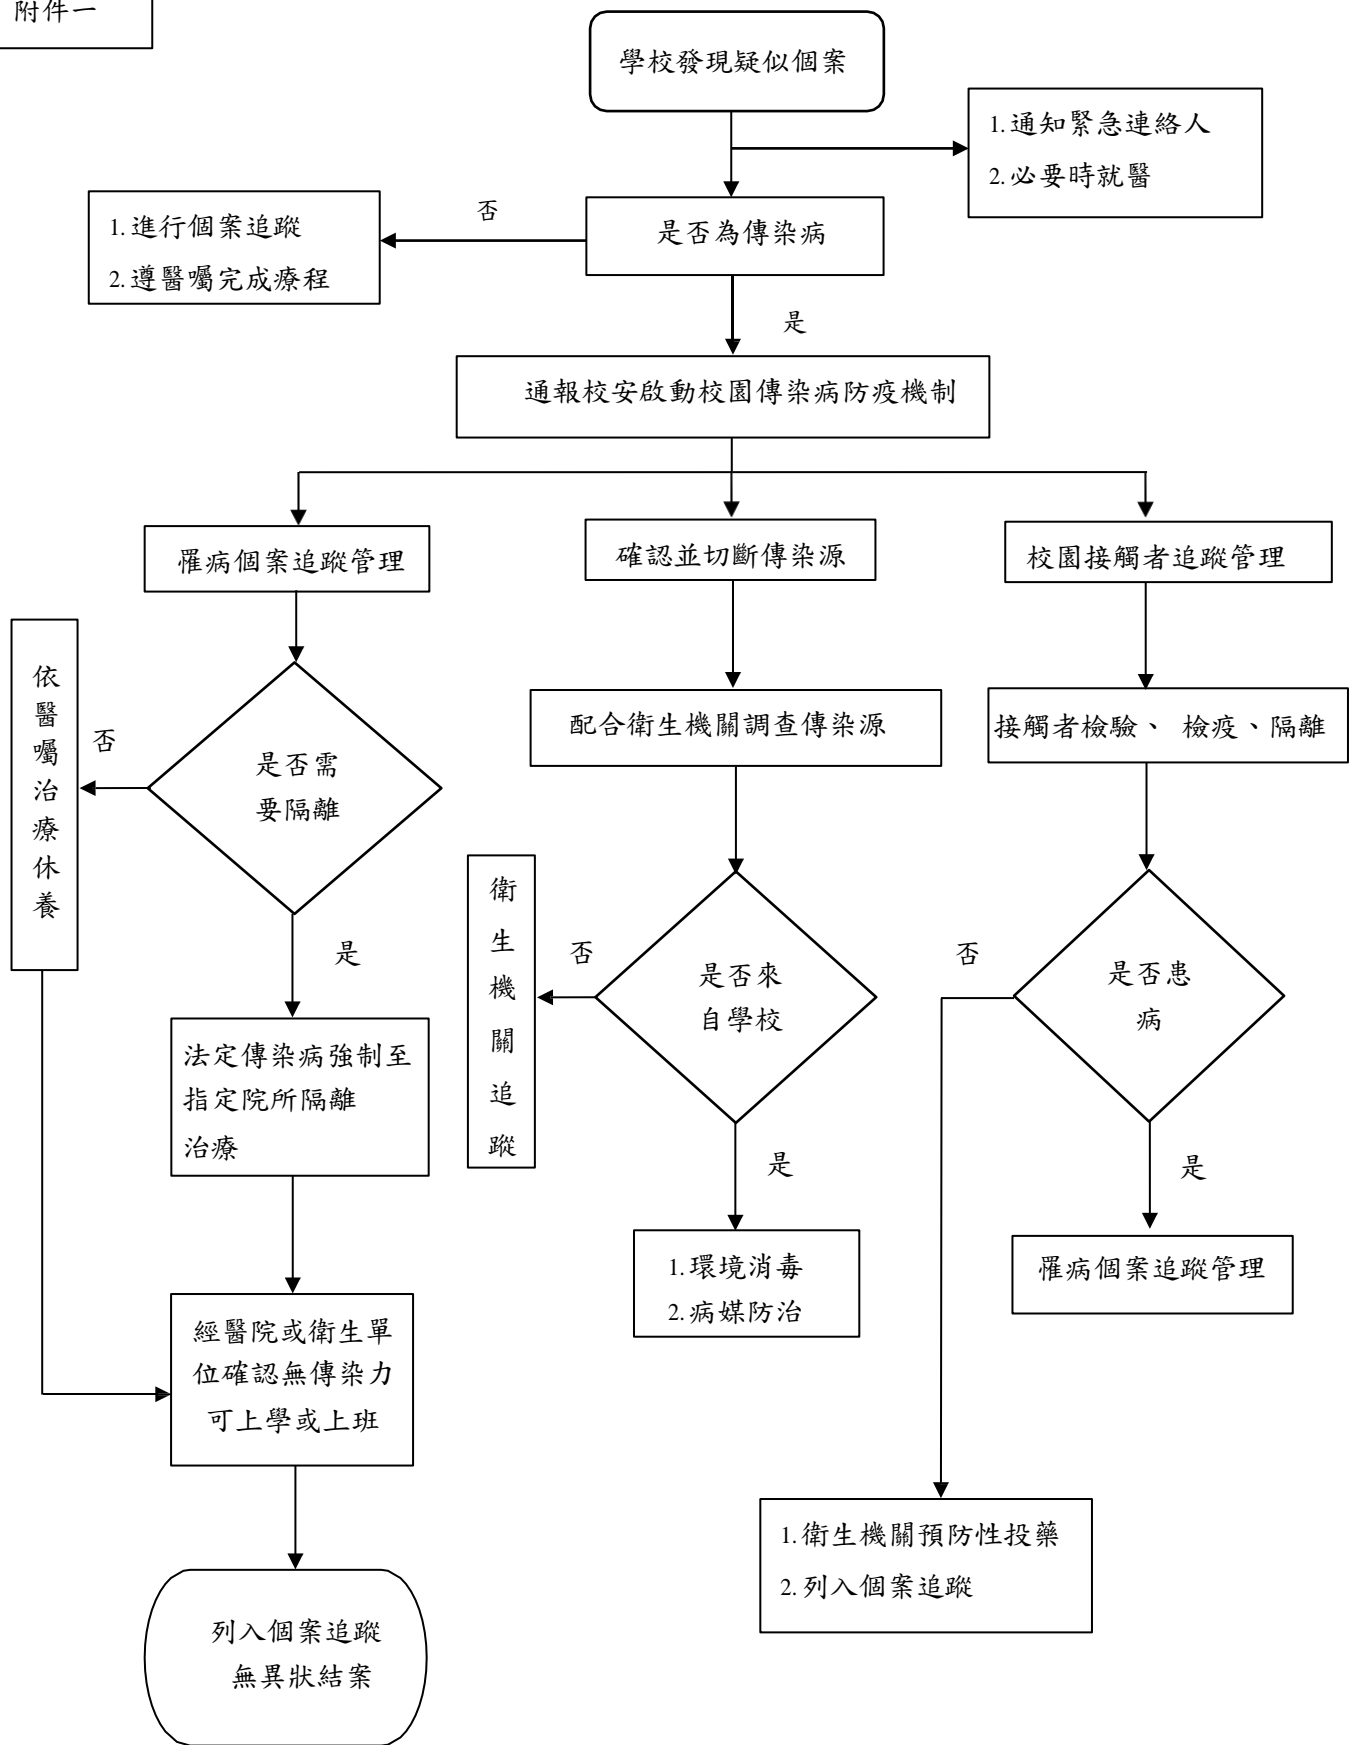 附件一
學校發現疑似個案
1.通知緊急連絡人
2.必要時就醫
否
1.進行個案追蹤
2.遵醫囑完成療程
是否為傳染病
是
通報校安啟動校園傳染病防疫機制
罹病個案追蹤管理
確認並切斷傳染源
校園接觸者追蹤管理
依醫囑治療休養
否
是否需
要隔離
是
配合衛生機關調查傳染源
接觸者檢驗、 檢疫、隔離
衛生機關追蹤
否
是否來
自學校
是
否
是否患
病
是
法定傳染病強制至
指定院所隔離
治療
1.環境消毒
2.病媒防治
罹病個案追蹤管理
經醫院或衛生單
位確認無傳染力
可上學或上班
1.衛生機關預防性投藥
2.列入個案追蹤
列入個案追蹤
無異狀結案